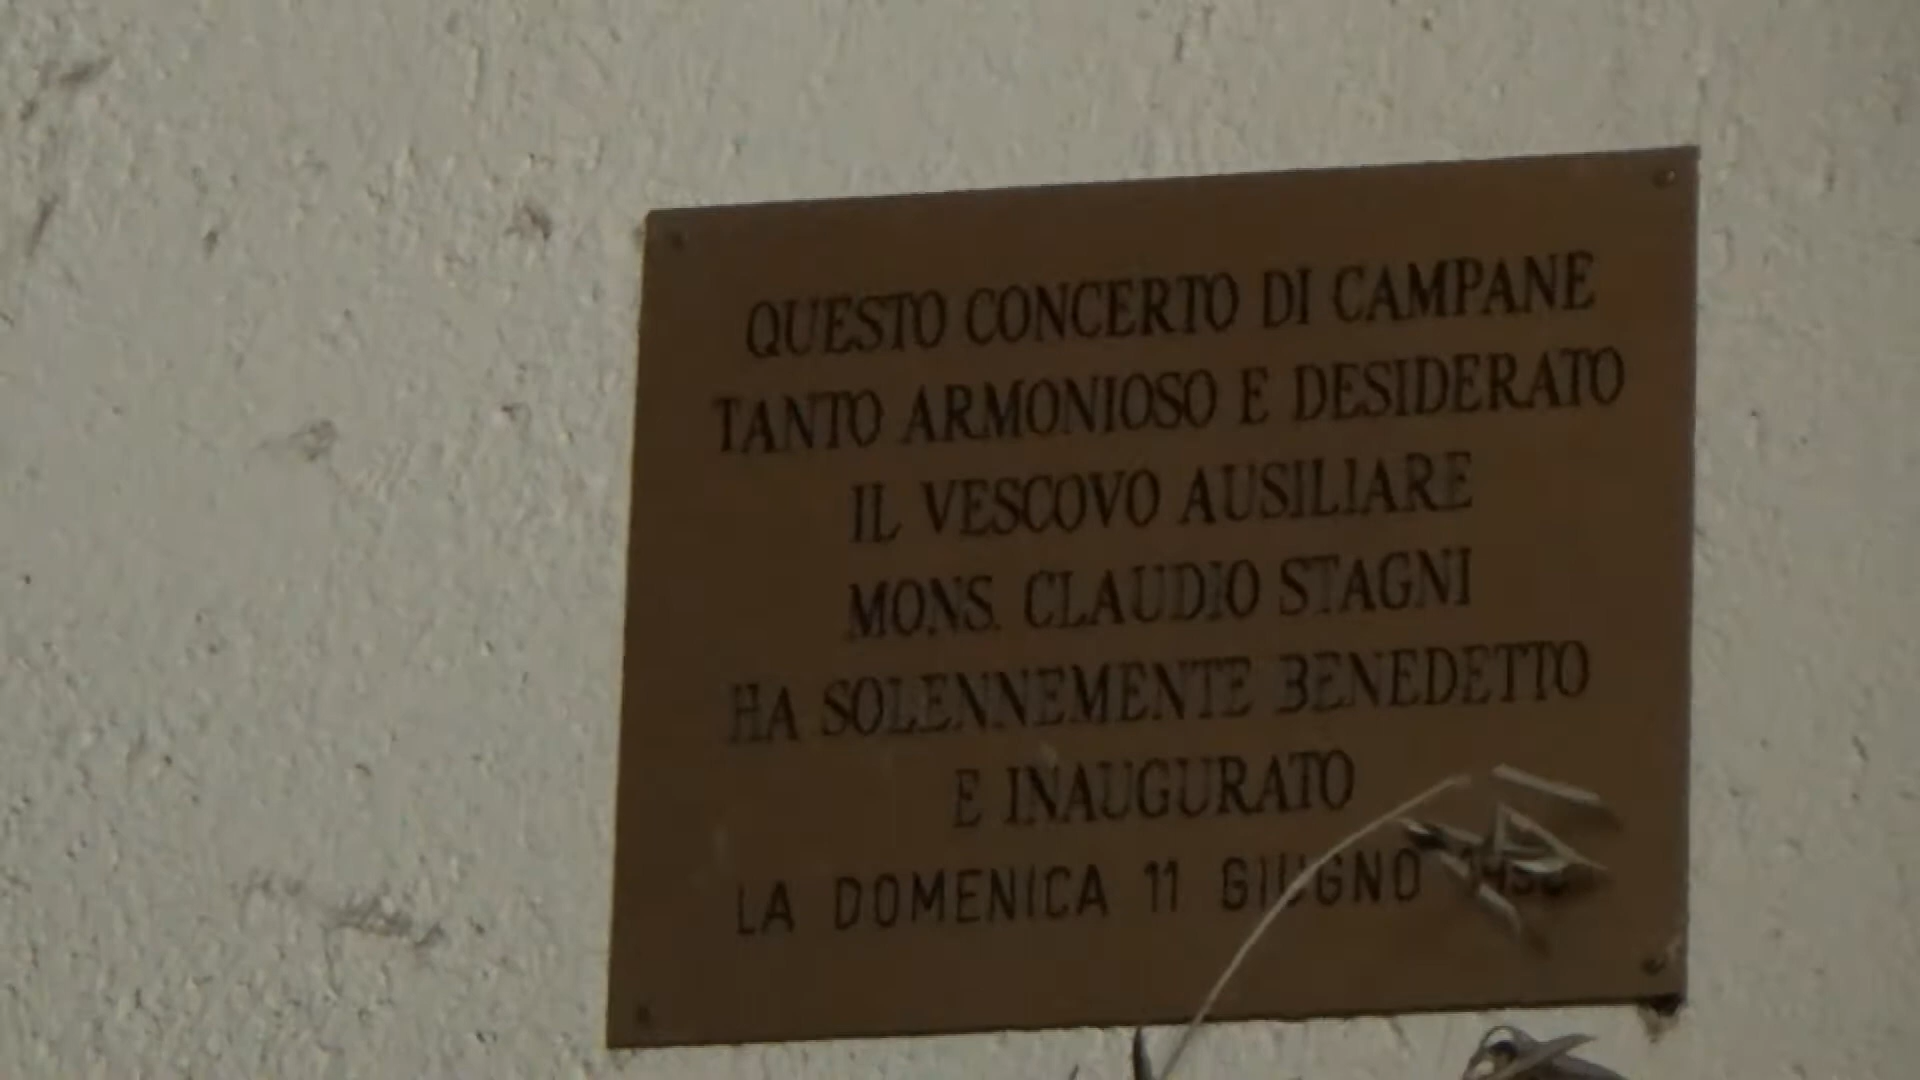 QUESTO CONCERTO DI CAMPANE
TANTO ARMONIOSO E DESIDERATO
IL VESCOVO AUSILIARE
MONS. CLAUDIO STAGNI
HA SOLENNEMENTE BENEDETTO
E INAUGURATO
LA DOMENICA 11 GIUGNO